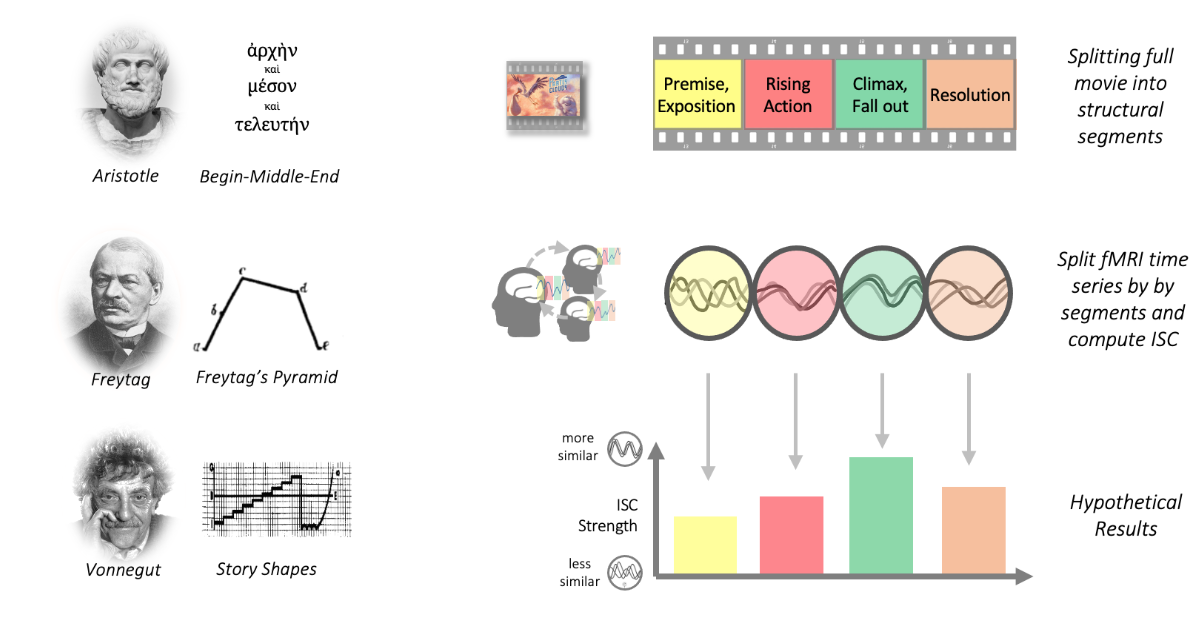 ἀρχὴν
καὶ
μέσον
καὶ
τελευτήν
Aristotle
Begin-Middle-End
Freytag
a
b
c
d
e
Freytag's Pyramid
Vonnegut
Story Shapes
Premise,
Exposition
Rising
Action
Climax,
Fall out
Resolution
Splitting full
movie into
structural
segments
Split fMRI time
series by by
segments and
compute ISC
more
similar
ISC
Strength
less
similar
Hypothetical
Results